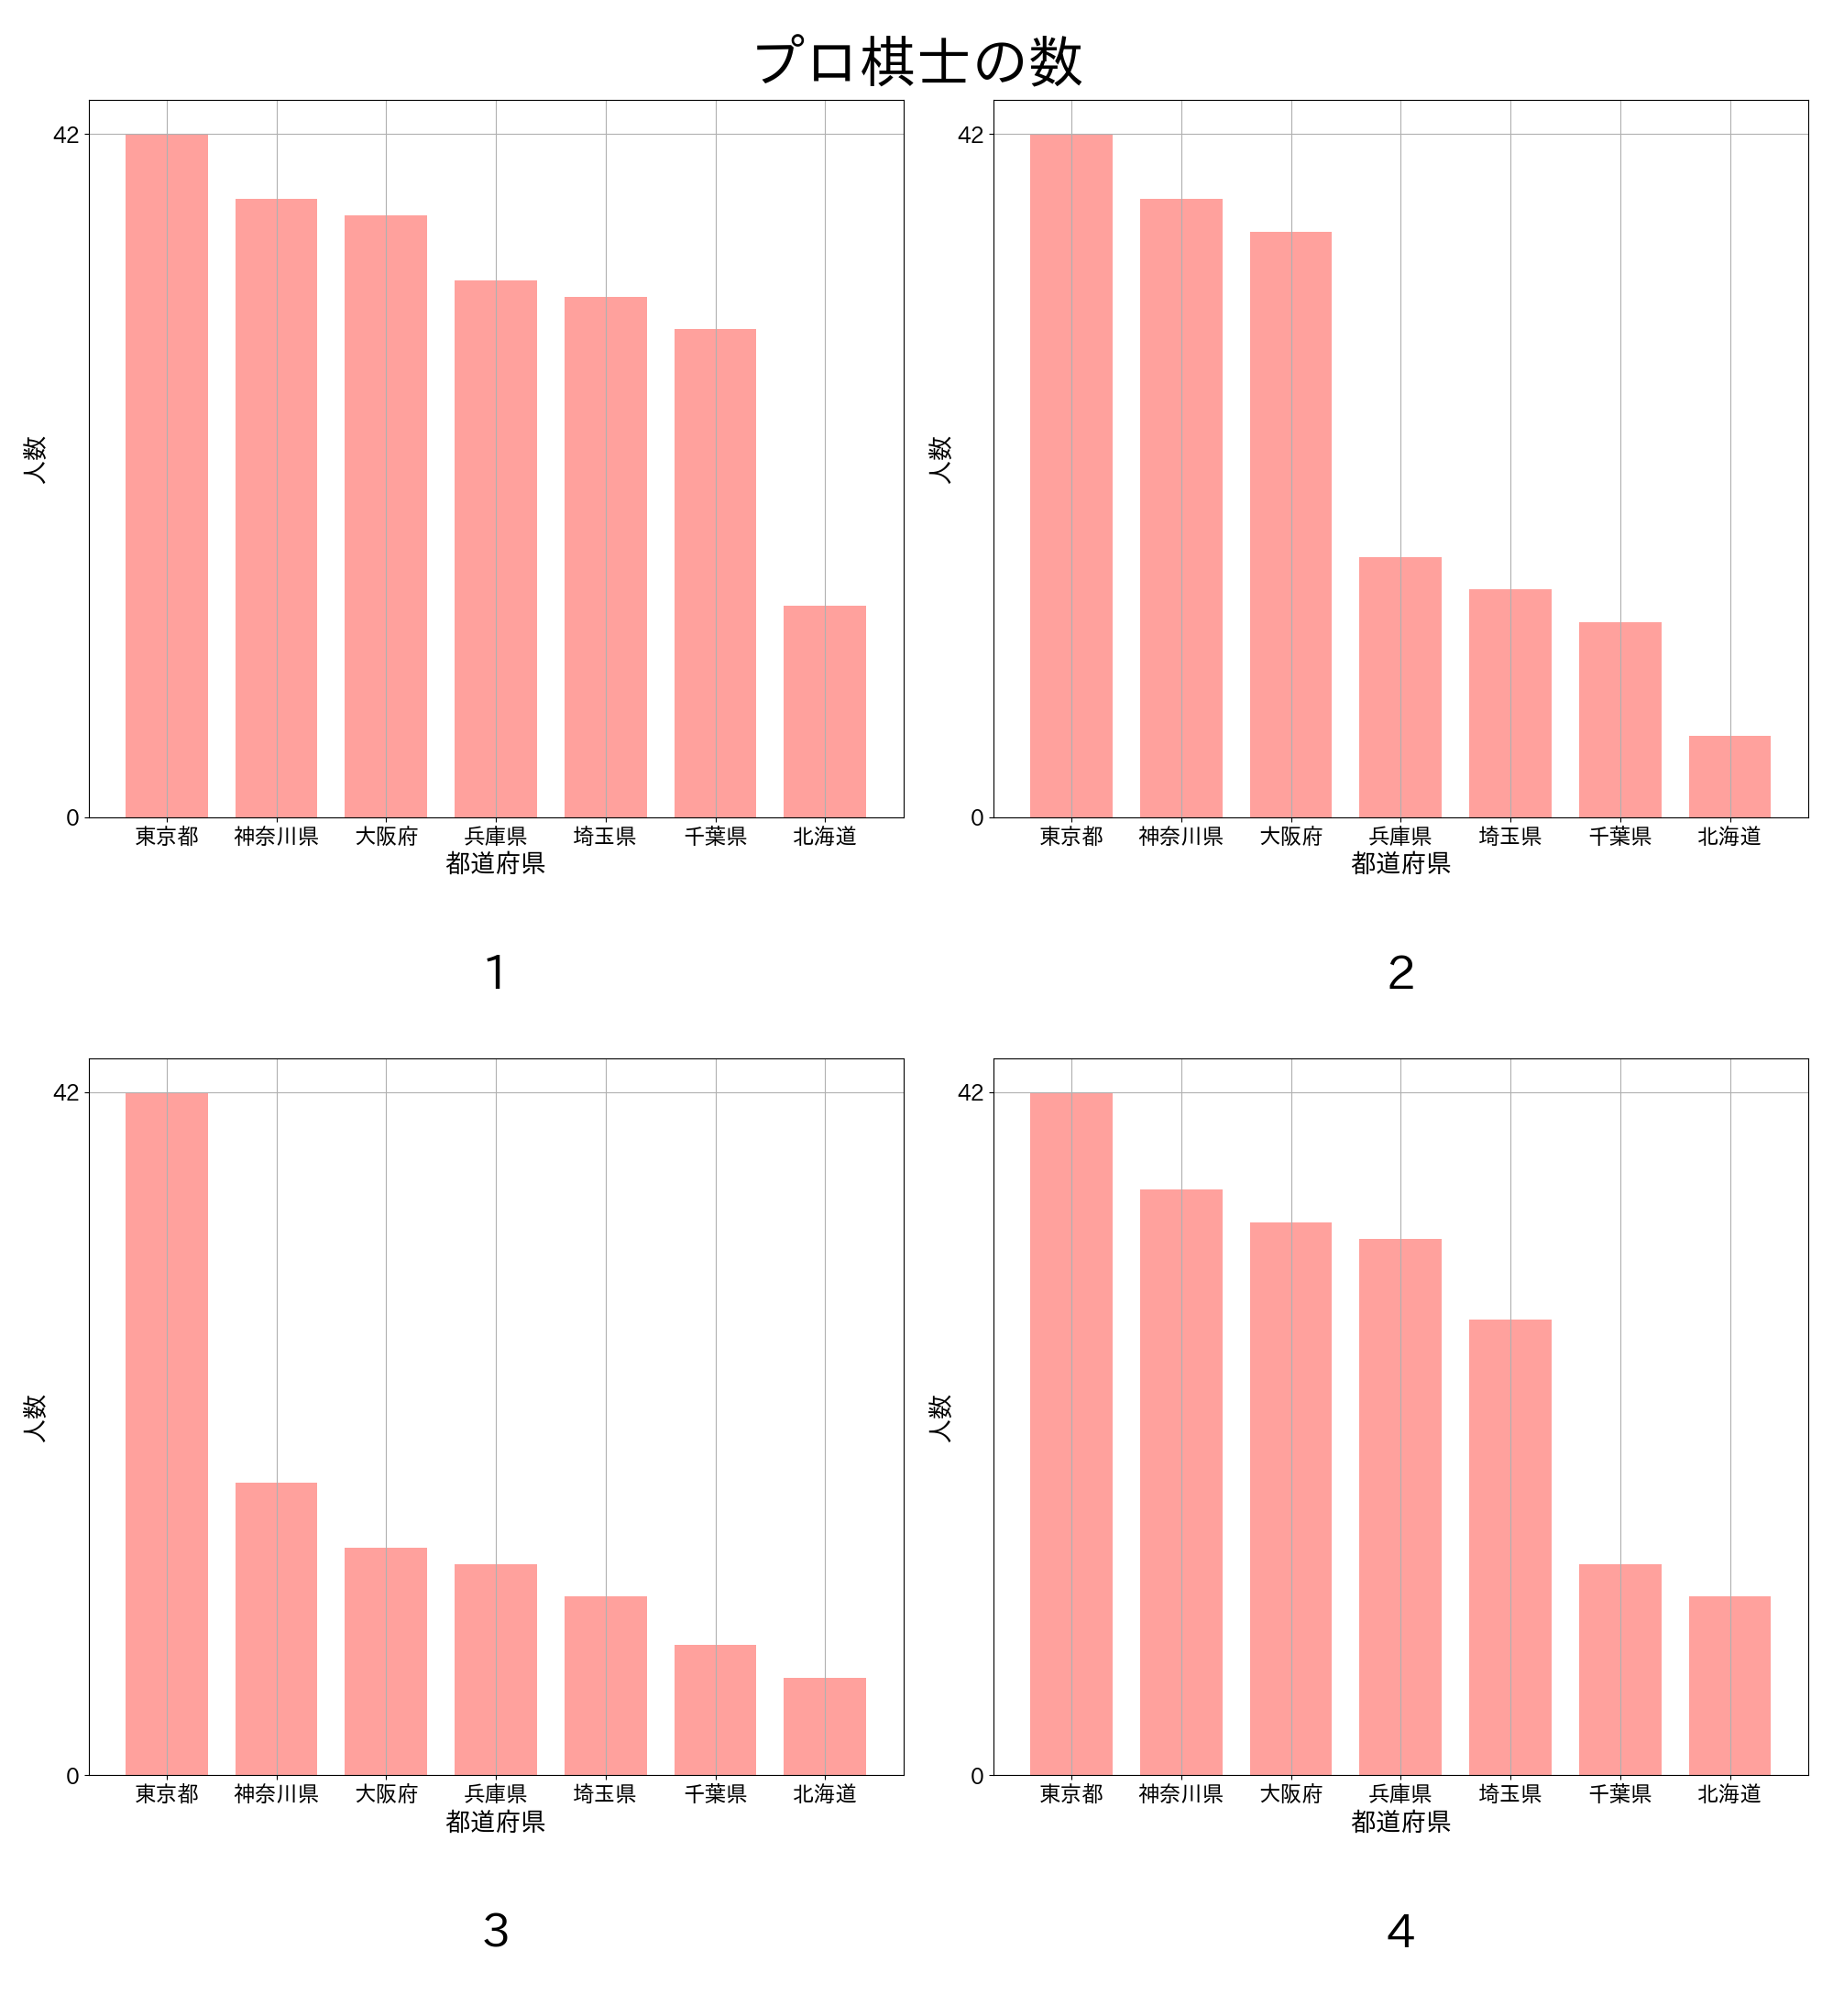 プロ棋士の数
42
0
人数
東京都 神奈川県 大阪府 兵庫県 埼玉県 千葉県 北海道
都道府県
1
42
0
人数
東京都 神奈川県 大阪府 兵庫県 埼玉県 千葉県 北海道
都道府県
2
42
0
人数
東京都 神奈川県 大阪府 兵庫県 埼玉県 千葉県 北海道
都道府県
3
42
0
人数
東京都 神奈川県 大阪府 兵庫県 埼玉県 千葉県 北海道
都道府県
4